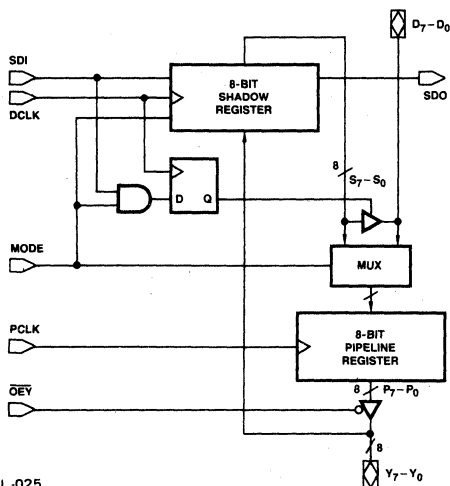 D₇–D₀
SDI
DCLK
8-BIT
SHADOW
REGISTER
SDO
8
S₇–S₀
D Q
MODE
MUX
PCLK
8-BIT
PIPELINE
REGISTER
8 P₇–P₀
OEY
8
Y₇–Y₀
-025